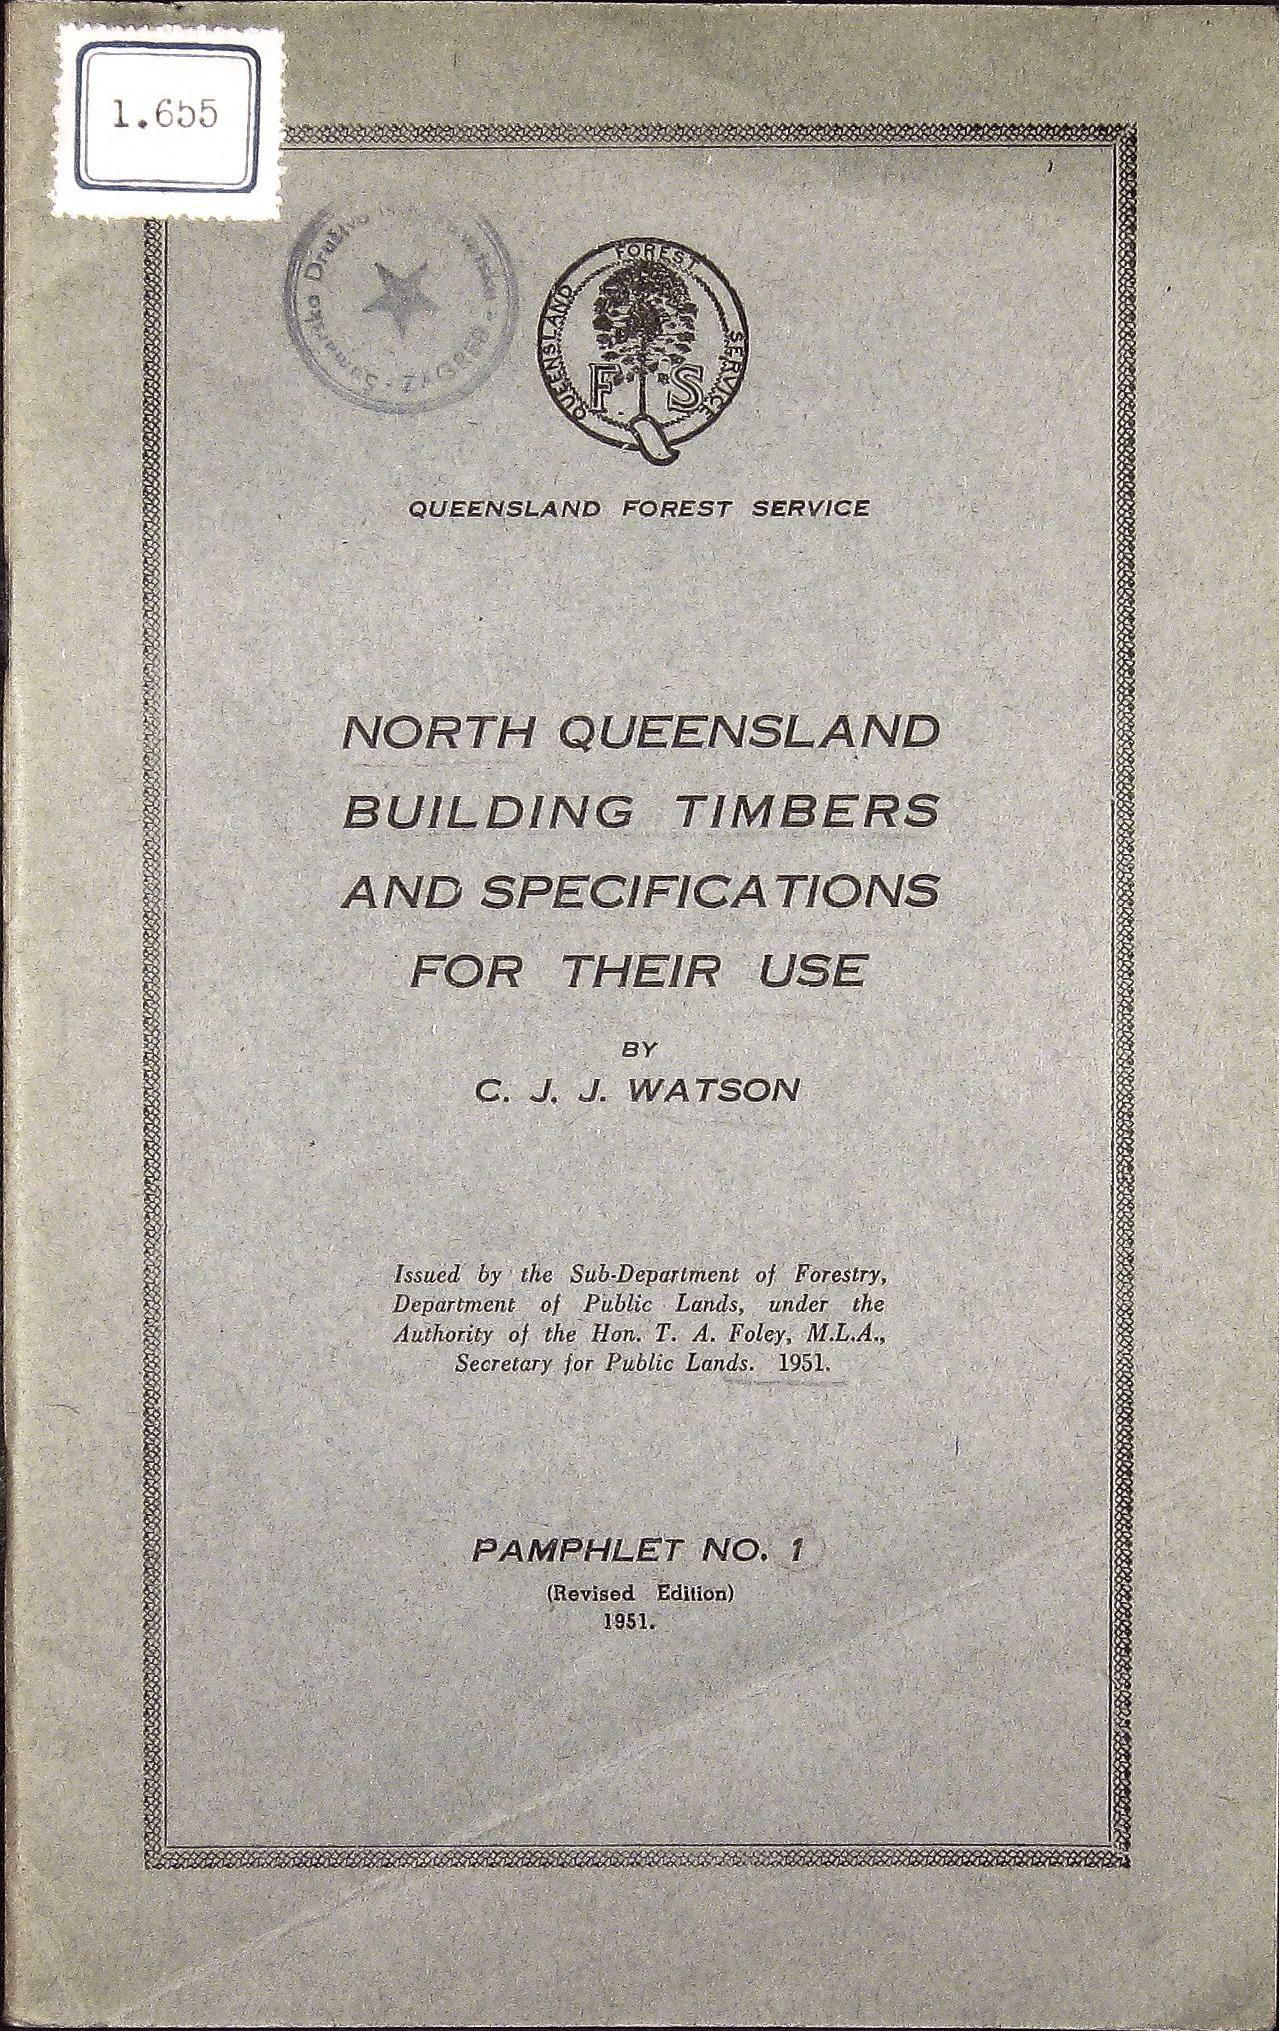 1.655
Šumarsko Društvo
QUEENSLAND FOREST SERVICE
F S
QUEENSLAND FOREST SERVICE
NORTH QUEENSLAND
BUILDING TIMBERS
AND SPECIFICATIONS
FOR THEIR USE
BY
C. J. J. WATSON
Issued by the Sub-Department of Forestry,
Department of Public Lands, under the
Authority of the Hon. T. A. Foley, M.L.A.,
Secretary for Public Lands. 1951.
PAMPHLET NO. 1
(Revised Edition)
1951.